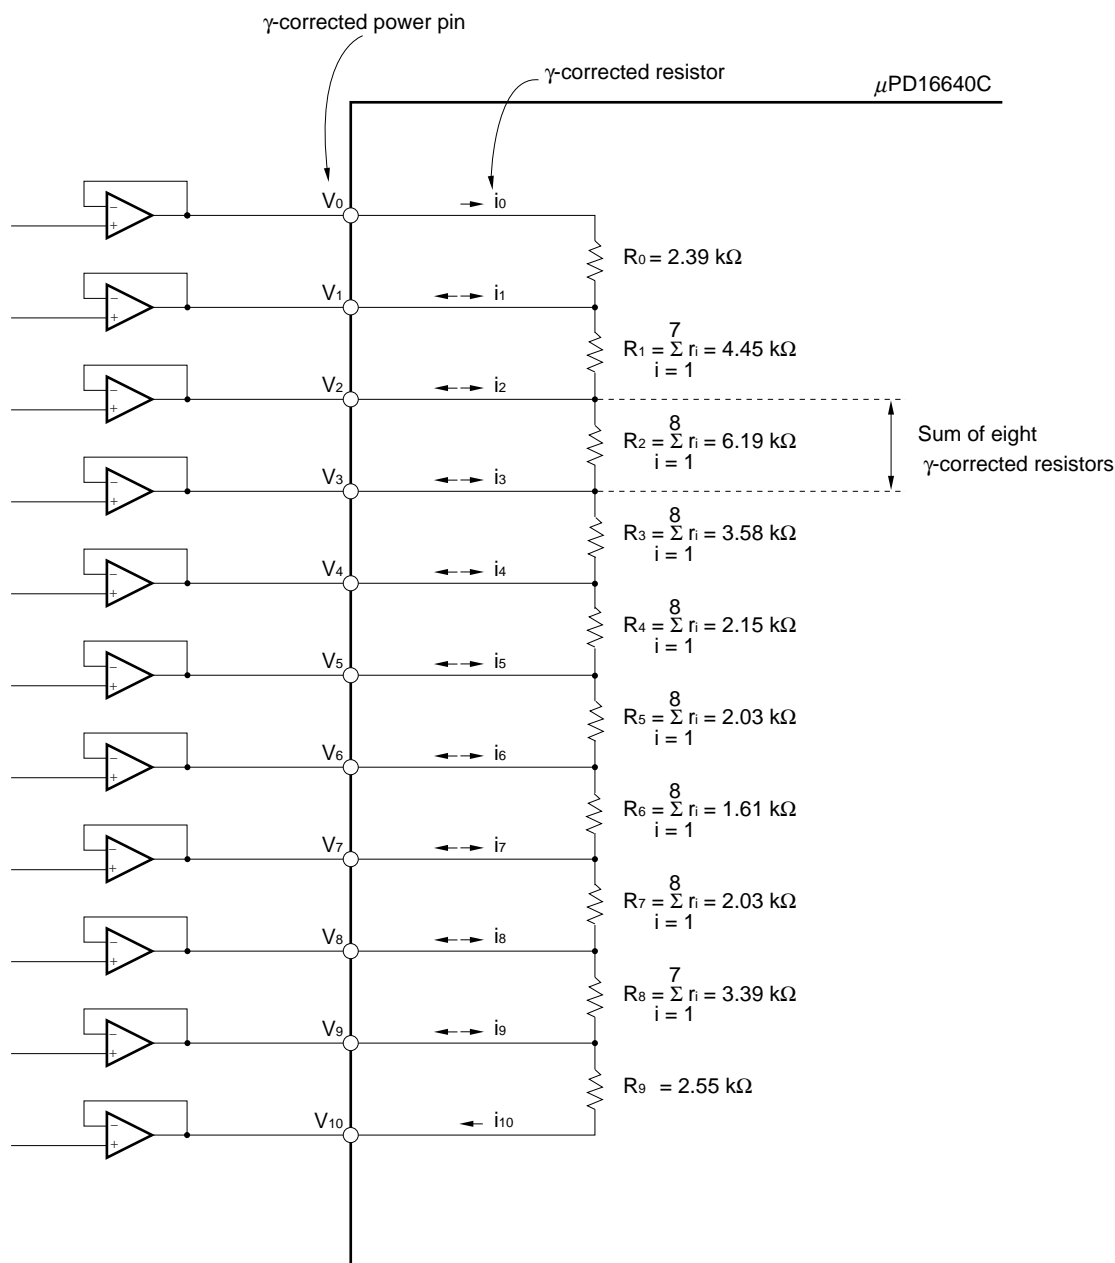 γ-corrected power pin
γ-corrected resistor
μPD16640C
V0 i0
R0 = 2.39 kΩ
V1 i1
7
R1 = Σ ri = 4.45 kΩ
i = 1
V2 i2
8
R2 = Σ ri = 6.19 kΩ
i = 1
Sum of eight
γ-corrected resistors
V3 i3
8
R3 = Σ ri = 3.58 kΩ
i = 1
V4 i4
8
R4 = Σ ri = 2.15 kΩ
i = 1
V5 i5
8
R5 = Σ ri = 2.03 kΩ
i = 1
V6 i6
8
R6 = Σ ri = 1.61 kΩ
i = 1
V7 i7
8
R7 = Σ ri = 2.03 kΩ
i = 1
V8 i8
7
R8 = Σ ri = 3.39 kΩ
i = 1
V9 i9
R9 = 2.55 kΩ
V10 i10